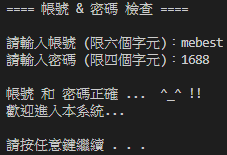 ==== 帳號 & 密碼 檢查 ====
請輸入帳號 (限六個字元)：mebest
請輸入密碼 (限四個字元)：1688
帳號 和 密碼正確 ...  ^_^ !!
歡迎進入本系統...
請按任意鍵繼續 . . .